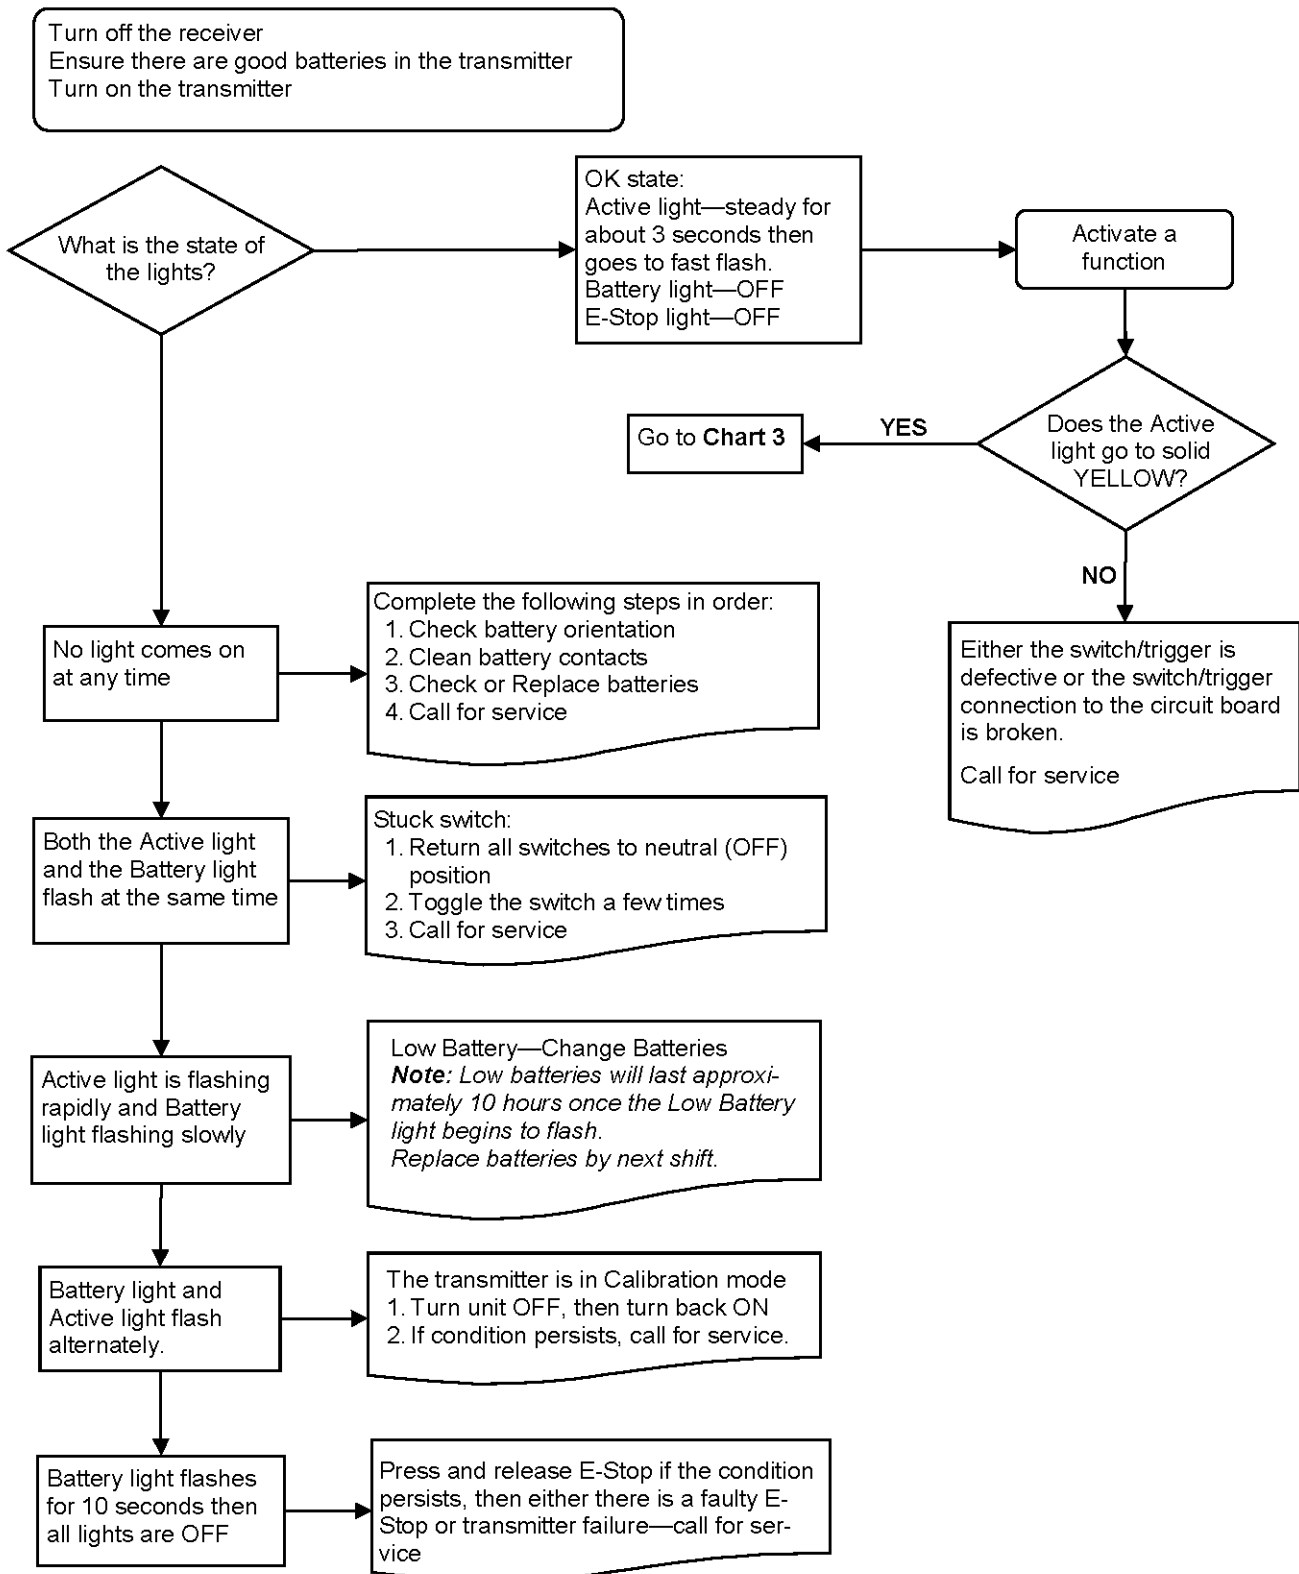 Turn off the receiver
Ensure there are good batteries in the transmitter
Turn on the transmitter
What is the state of
the lights?
OK state:
Active light—steady for
about 3 seconds then
goes to fast flash.
Battery light—OFF
E-Stop light—OFF
Activate a
function
Does the Active
light go to solid
YELLOW?
YES
Go to Chart 3
NO
Either the switch/trigger is
defective or the switch/trigger
connection to the circuit board
is broken.
Call for service
No light comes on
at any time
Complete the following steps in order:
1. Check battery orientation
2. Clean battery contacts
3. Check or Replace batteries
4. Call for service
Both the Active light
and the Battery light
flash at the same time
Stuck switch:
1. Return all switches to neutral (OFF)
position
2. Toggle the switch a few times
3. Call for service
Active light is flashing
rapidly and Battery
light flashing slowly
Low Battery—Change Batteries
Note: Low batteries will last approxi-
mately 10 hours once the Low Battery
light begins to flash.
Replace batteries by next shift.
Battery light and
Active light flash
alternately.
The transmitter is in Calibration mode
1. Turn unit OFF, then turn back ON
2. If condition persists, call for service.
Battery light flashes
for 10 seconds then
all lights are OFF
Press and release E-Stop if the condition
persists, then either there is a faulty E-
Stop or transmitter failure—call for ser-
vice